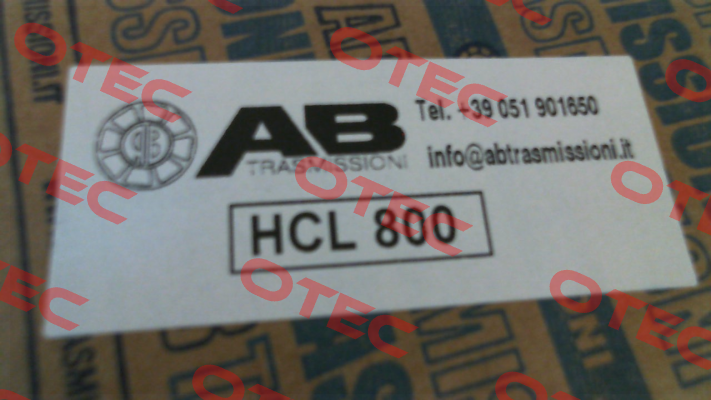 AB
TRASMISSIONI
Tel. +39 051 901650
info@abtrasmissioni.it
HCL 800
OTEC